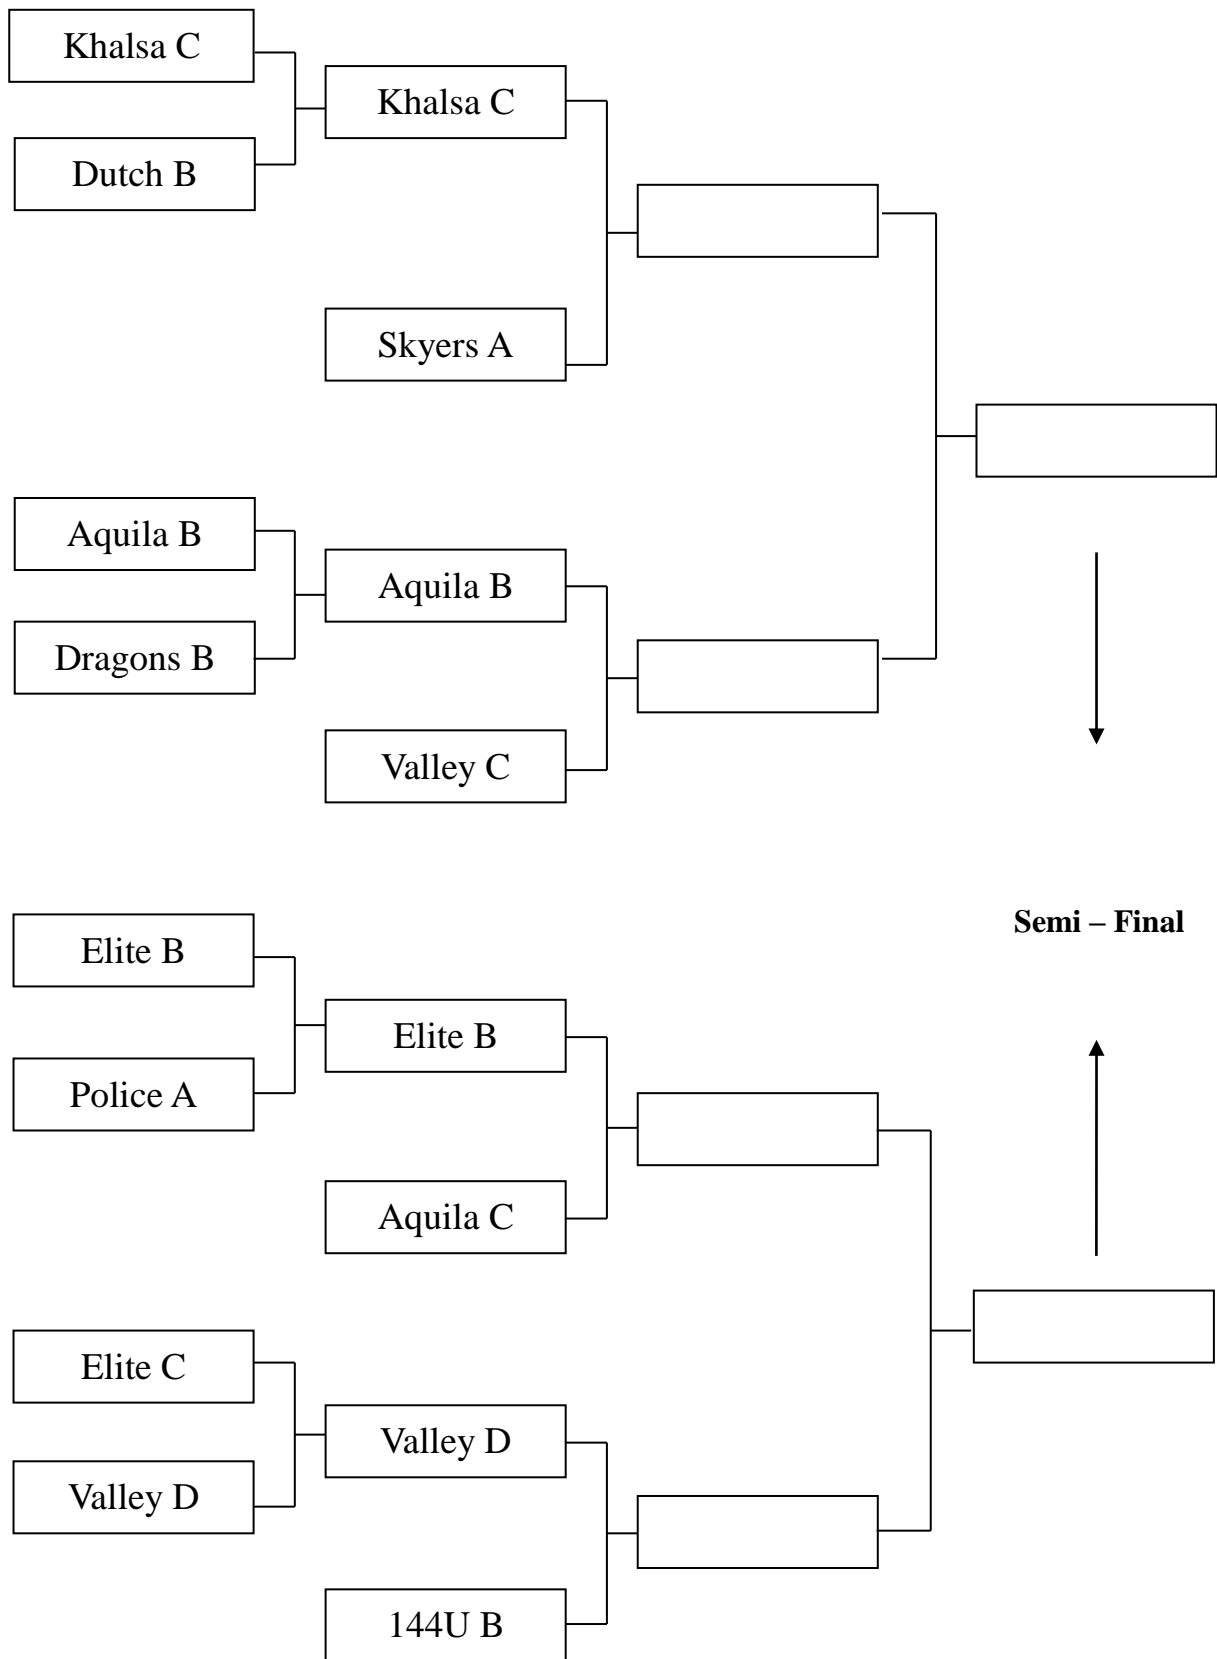 Khalsa C
Khalsa C
Dutch B
Skyers A
Aquila B
Aquila B
Dragons B
Valley C
Semi – Final
Elite B
Elite B
Police A
Aquila C
Elite C
Valley D
Valley D
144U B